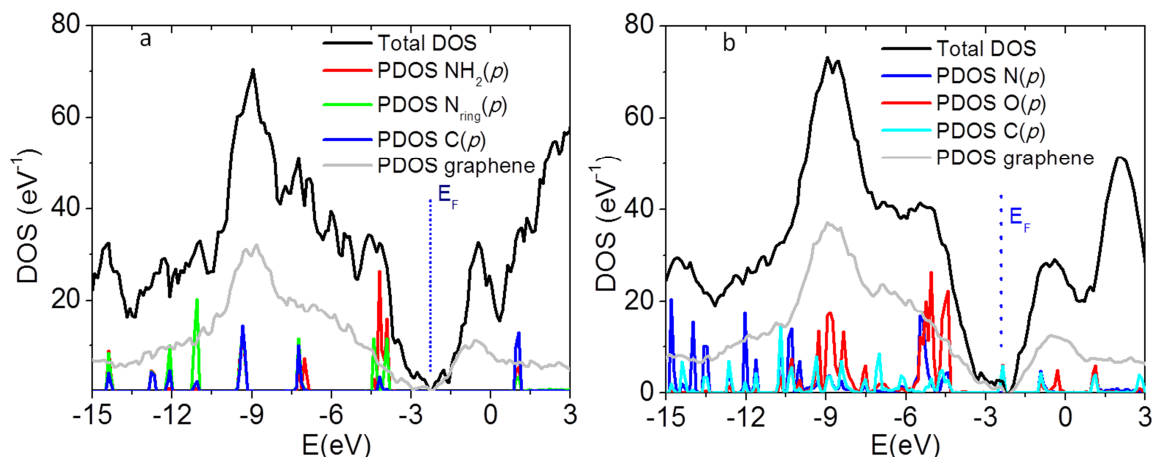 a
80
60
40
20
DOS (eV⁻¹)
Total DOS
PDOS NH₂(p)
PDOS Nring(p)
PDOS C(p)
PDOS graphene
EF
-15 -12 -9 -6 -3 0 3
E(eV)
b
80
60
40
20
0
DOS (eV⁻¹)
Total DOS
PDOS N(p)
PDOS O(p)
PDOS C(p)
PDOS graphene
EF
-15 -12 -9 -6 -3 0 3
E(eV)